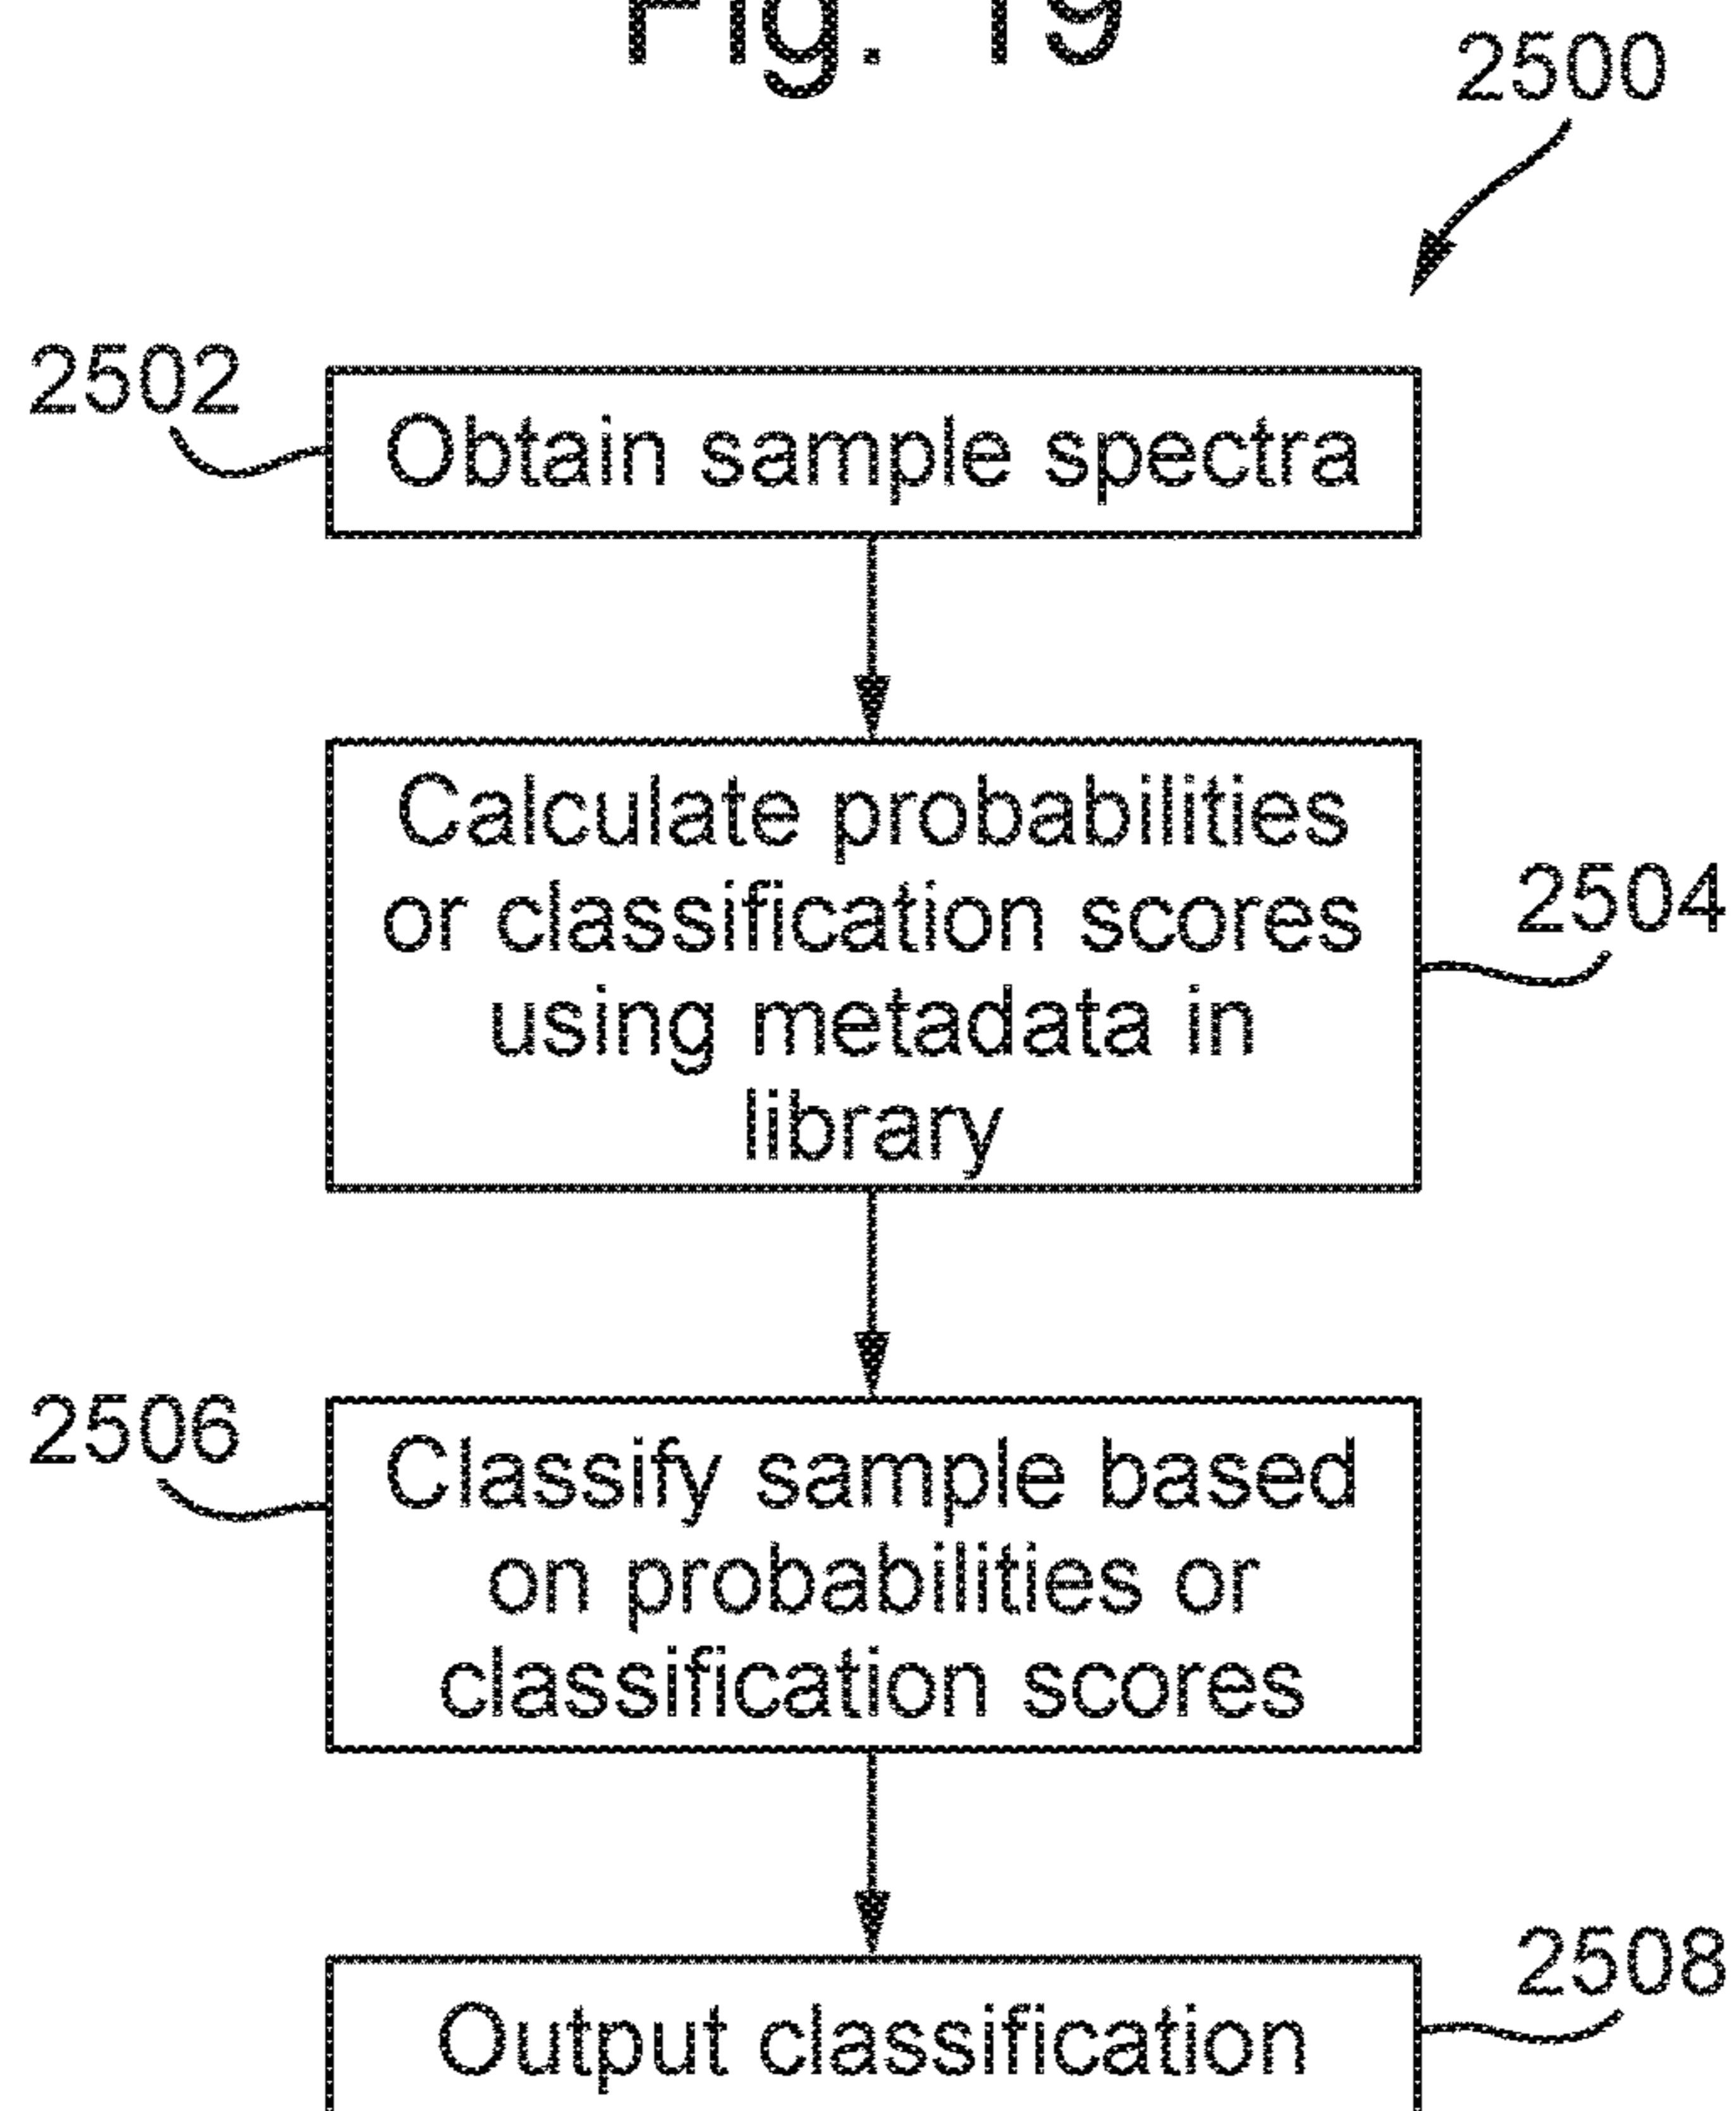 Fig. 19
2500
2502
Obtain sample spectra
Calculate probabilities
or classification scores
using metadata in
library
2504
2506
Classify sample based
on probabilities or
classification scores
2508
Output classification